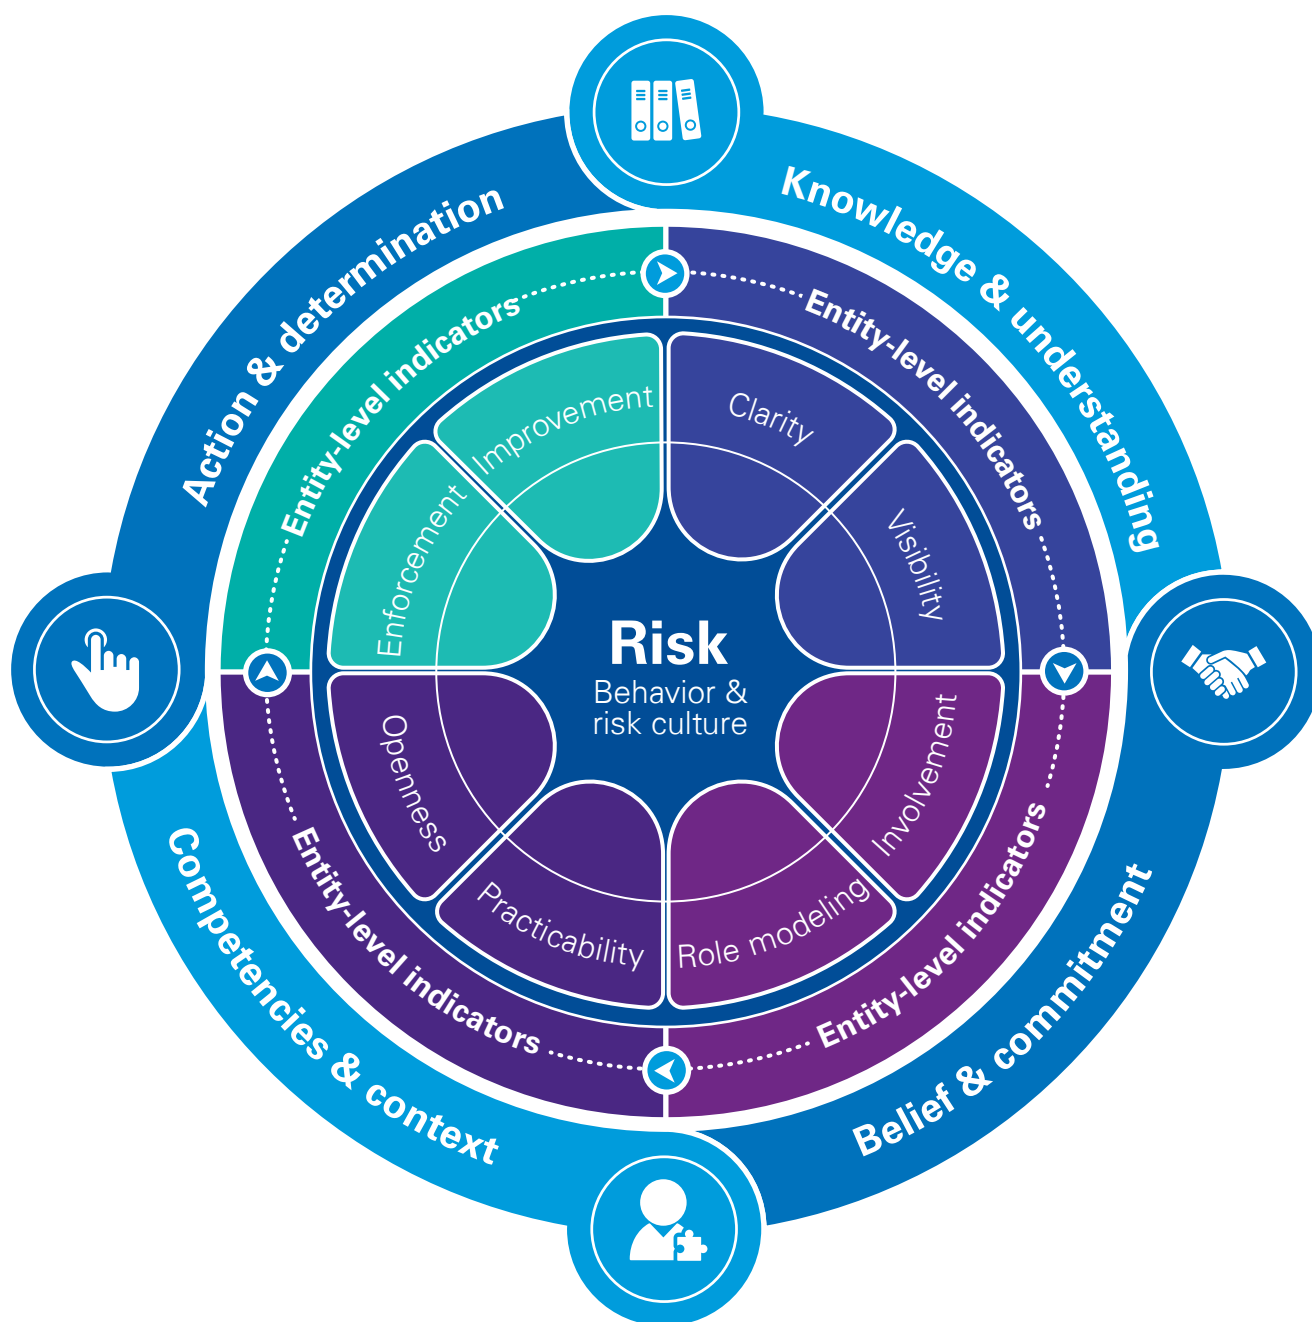 Knowledge & understanding
Belief & commitment
Competencies & context
Action & determination
Entity-level indicators
Entity-level indicators
Entity-level indicators
Entity-level indicators
Clarity
Visibility
Involvement
Role modeling
Practicability
Openness
Enforcement
Improvement
Risk
Behavior &
risk culture